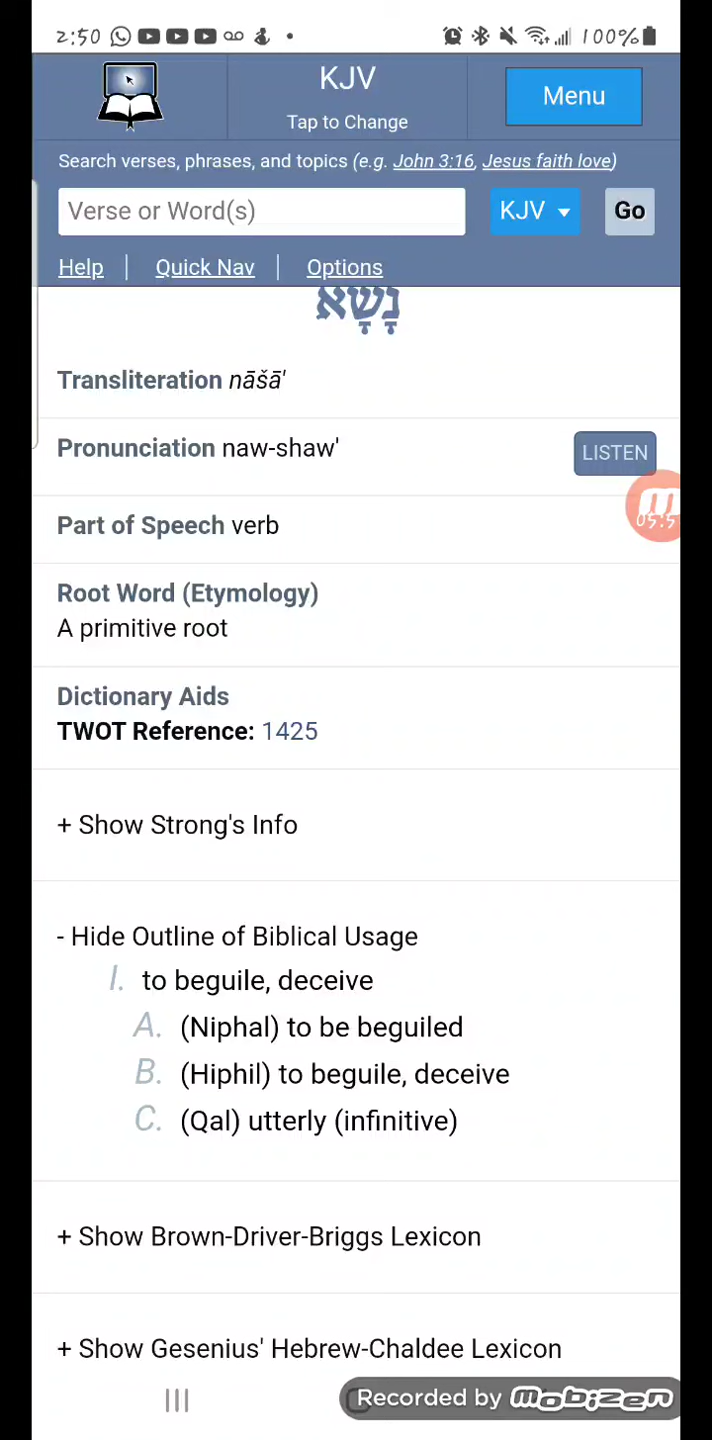 2:50
100%
KJV
Tap to Change
Menu
Search verses, phrases, and topics (e.g. John 3:16, Jesus faith love)
Verse or Word(s)
KJV
Go
Help | Quick Nav | Options
נָשָׁא
Transliteration nāšā'
Pronunciation naw-shaw'
LISTEN
Part of Speech verb
Root Word (Etymology)
A primitive root
Dictionary Aids
TWOT Reference: 1425
+ Show Strong's Info
- Hide Outline of Biblical Usage
I. to beguile, deceive
A. (Niphal) to be beguiled
B. (Hiphil) to beguile, deceive
C. (Qal) utterly (infinitive)
+ Show Brown-Driver-Briggs Lexicon
+ Show Gesenius' Hebrew-Chaldee Lexicon
Recorded by mobizen